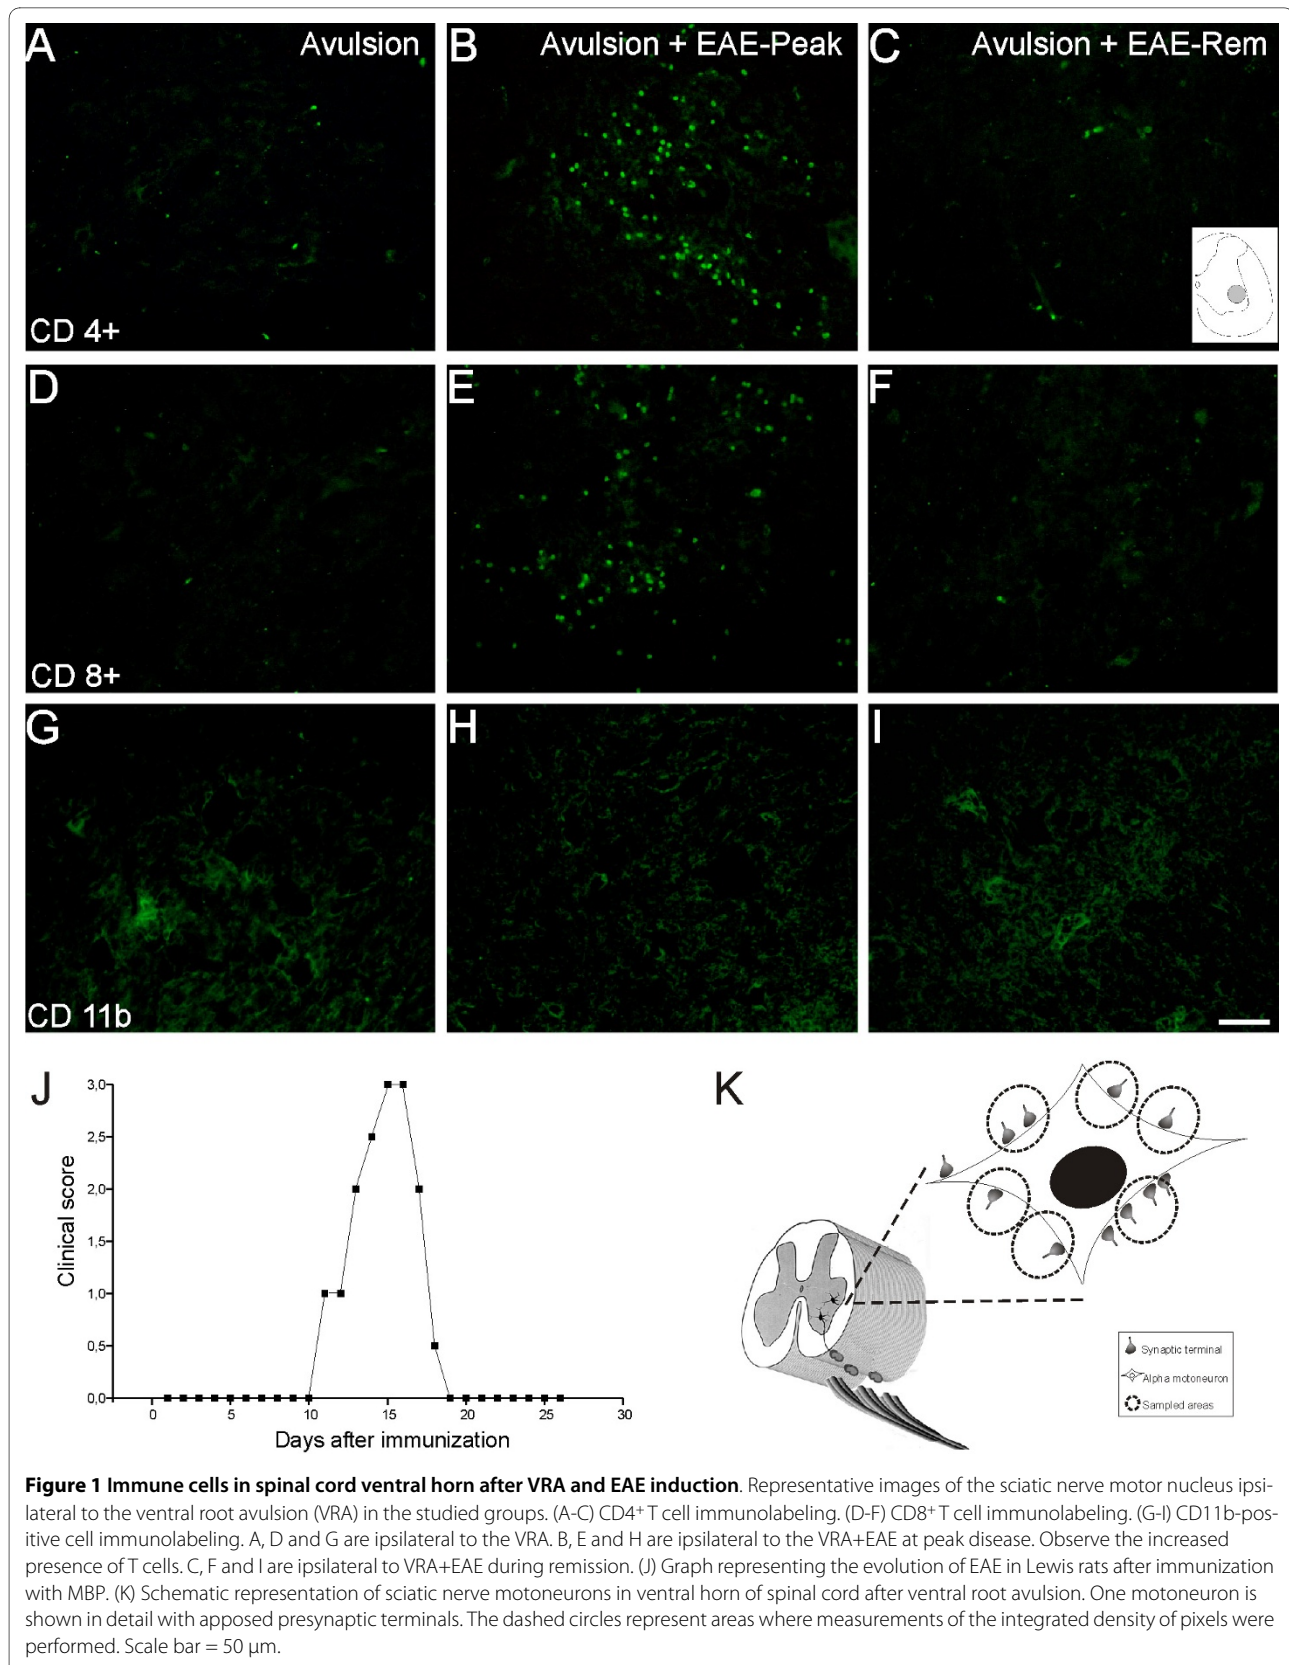 A Avulsion
B Avulsion + EAE-Peak
C Avulsion + EAE-Rem
CD 4+
D
E
F
CD 8+
G
H
I
CD 11b
J
3,0
2,5
2,0
1,5
1,0
0,5
0,0
Clinical score
0 5 10 15 20 25 30
Days after immunization
K
Synaptic terminal
Alpha motoneuron
Sampled areas
Figure 1 Immune cells in spinal cord ventral horn after VRA and EAE induction. Representative images of the sciatic nerve motor nucleus ipsi-
lateral to the ventral root avulsion (VRA) in the studied groups. (A-C) CD4+ T cell immunolabeling. (D-F) CD8+ T cell immunolabeling. (G-I) CD11b-pos-
itive cell immunolabeling. A, D and G are ipsilateral to the VRA. B, E and H are ipsilateral to the VRA+EAE at peak disease. Observe the increased
presence of T cells. C, F and I are ipsilateral to VRA+EAE during remission. (J) Graph representing the evolution of EAE in Lewis rats after immunization
with MBP. (K) Schematic representation of sciatic nerve motoneurons in ventral horn of spinal cord after ventral root avulsion. One motoneuron is
shown in detail with apposed presynaptic terminals. The dashed circles represent areas where measurements of the integrated density of pixels were
performed. Scale bar = 50 μm.